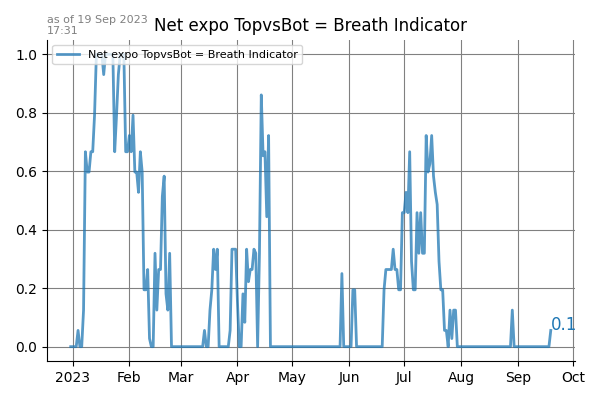 as of 19 Sep 2023
17:31
Net expo TopvsBot = Breath Indicator
Net expo TopvsBot = Breath Indicator
1.0
0.8
0.6
0.4
0.2
0.0
0.1
2023 Feb Mar Apr May Jun Jul Aug Sep Oct